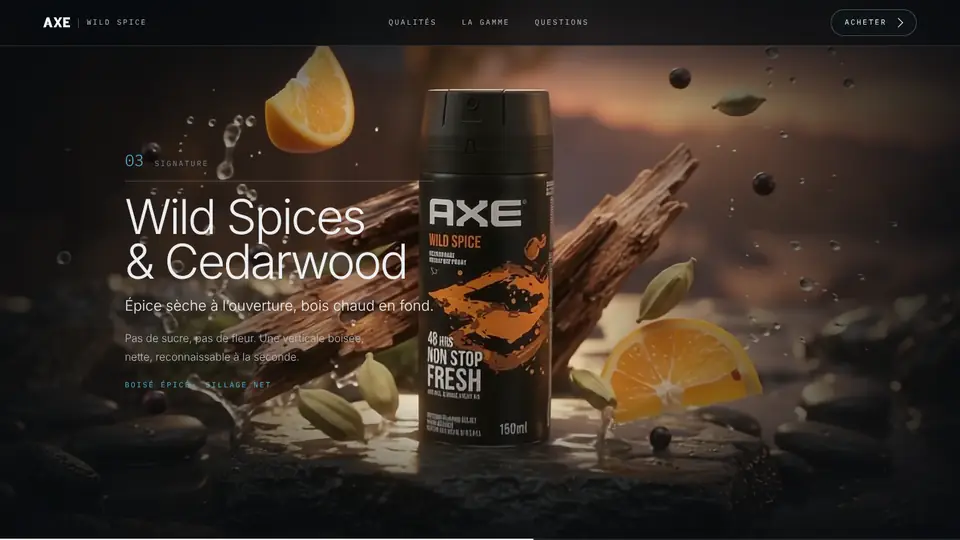 AXE | WILD SPICE
QUALITÉS
LA GAMME
QUESTIONS
ACHETER
03 SIGNATURE
Wild Spices
& Cedarwood
Épice sèche à l'ouverture, bois chaud en fond.
Pas de sucre, pas de fleur. Une verticale boisée,
nette, reconnaissable à la seconde.
BOISÉ ÉPICÉ SILLAGE NET
AXE
WILD SPICE
48 HRS
NON STOP
FRESH
150ml